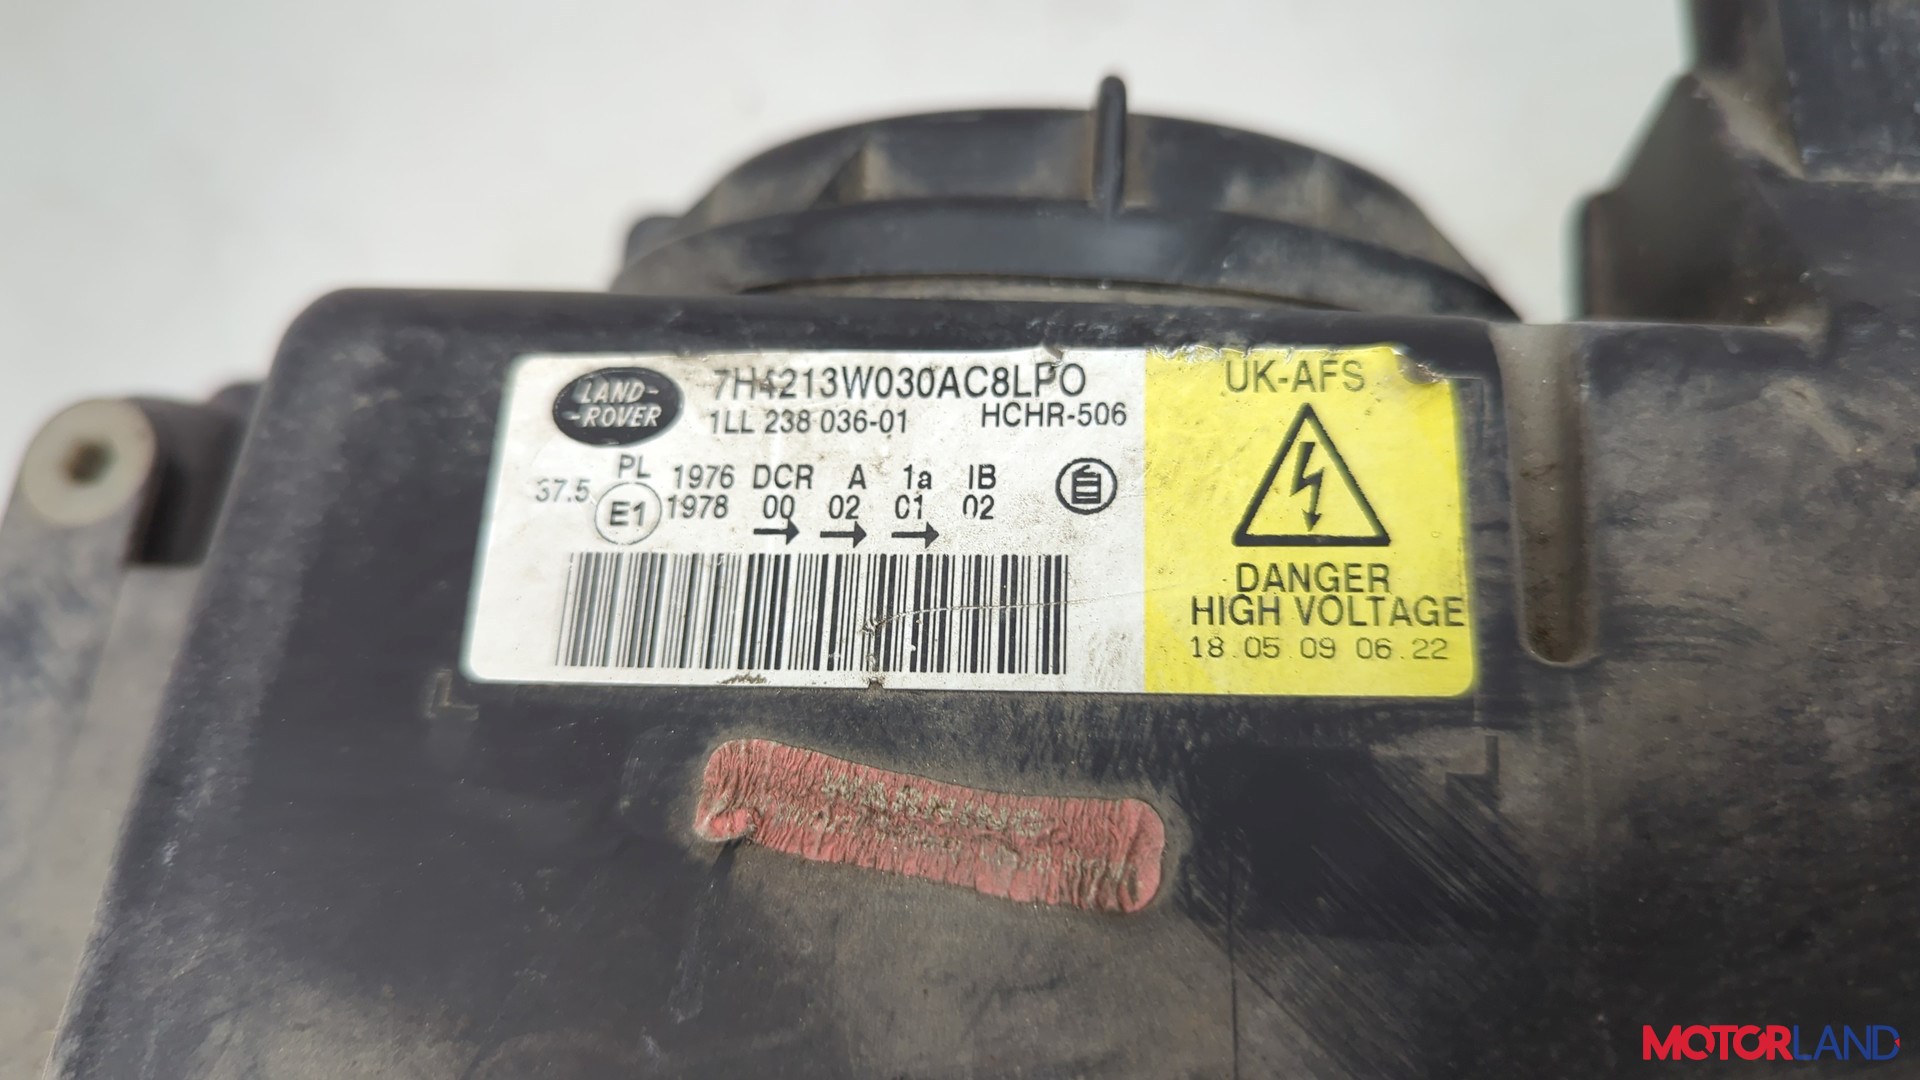 LAND-
-ROVER
7H4213W030AC8LPO
1LL 238 036-01 HCHR-506
37.5 PL 1976 DCR A 1a IB
E1 1978 00 02 01 02
→ → →
UK-AFS
DANGER
HIGH VOLTAGE
18.05.09 06.22
WARNING
MOTORLAND